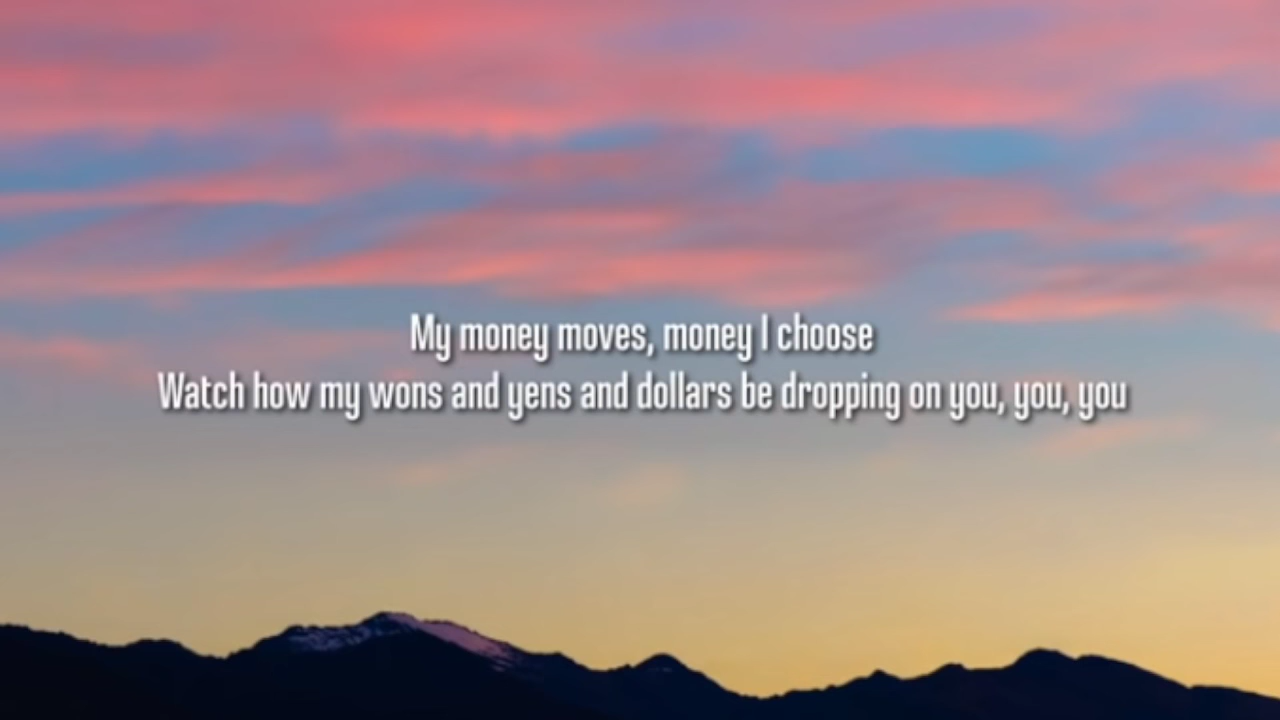 My money moves, money I choose
Watch how my wons and yens and dollars be dropping on you, you, you